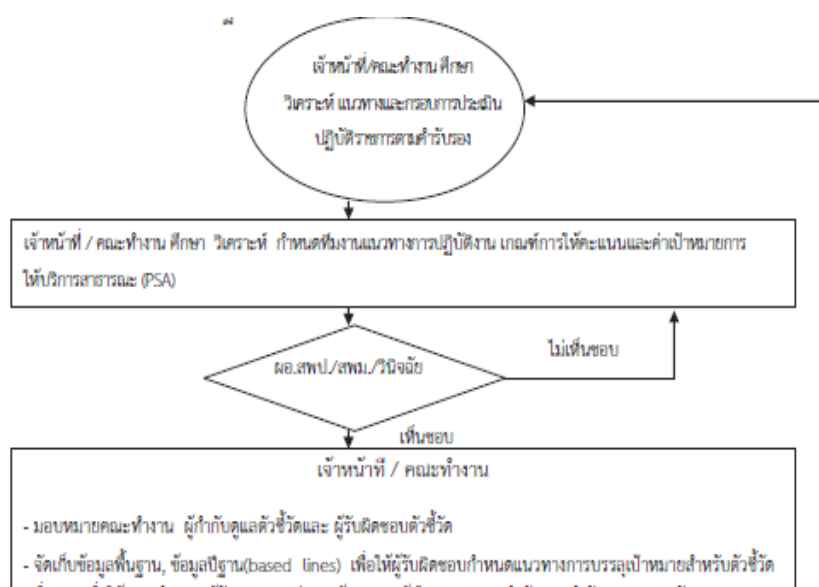 เจ้าหน้าที่/คณะทำงาน ศึกษา
วิเคราะห์ แนวทางและกรอบการประเมิน
ปฏิบัติราชการตามคำรับรอง
เจ้าหน้าที่ / คณะทำงาน ศึกษา วิเคราะห์ กำหนดทีมงานแนวทางการปฏิบัติงาน เกณฑ์การให้คะแนนและค่าเป้าหมายการ
ให้บริการสาธารณะ (PSA)
ผอ.สพป./สพม./วินิจฉัย
ไม่เห็นชอบ
เห็นชอบ
เจ้าหน้าที่ / คณะทำงาน
- มอบหมายคณะทำงาน ผู้กำกับดูแลตัวชี้วัดและ ผู้รับผิดชอบตัวชี้วัด
- จัดเก็บข้อมูลพื้นฐาน, ข้อมูลปีฐาน(based lines) เพื่อให้ผู้รับผิดชอบกำหนดแนวทางการบรรลุเป้าหมายสำหรับตัวชี้วัด